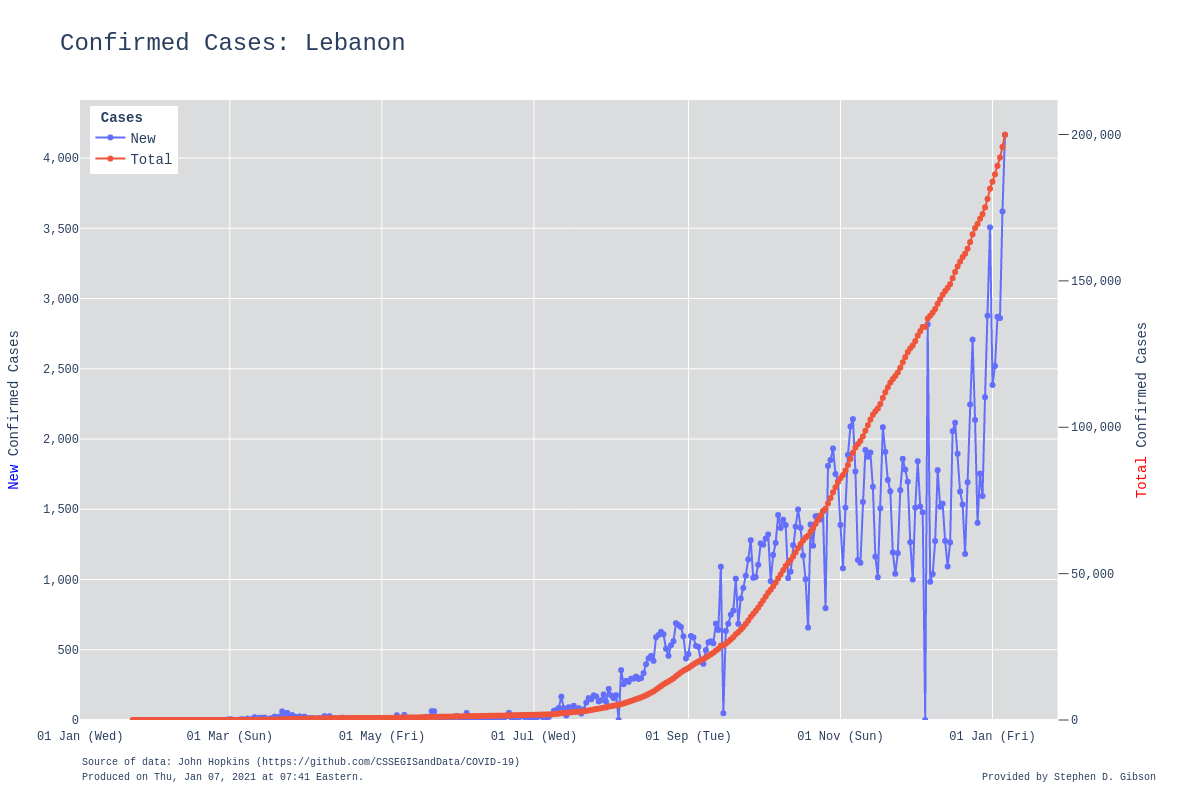 Confirmed Cases: Lebanon
Cases
New
Total
4,000
3,500
3,000
2,500
2,000
1,500
1,000
500
0
New Confirmed Cases
200,000
150,000
100,000
50,000
0
Total Confirmed Cases
01 Jan (Wed)
01 Mar (Sun)
01 May (Fri)
01 Jul (Wed)
01 Sep (Tue)
01 Nov (Sun)
01 Jan (Fri)
Source of data: John Hopkins (https://github.com/CSSEGISandData/COVID-19)
Produced on Thu, Jan 07, 2021 at 07:41 Eastern.
Provided by Stephen D. Gibson